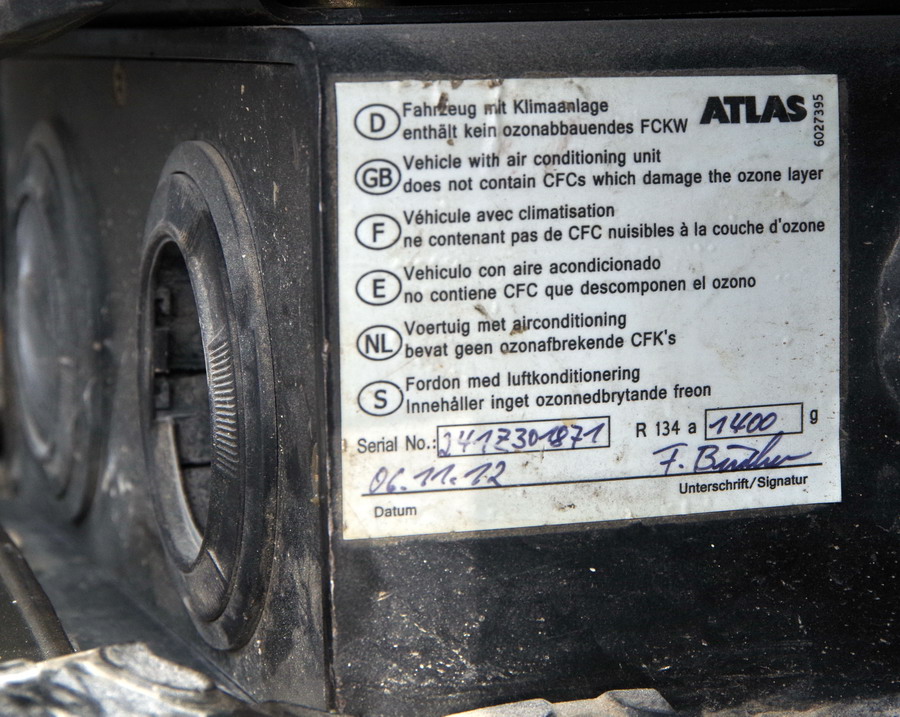 ATLAS
6027395
D Fahrzeug mit Klimaanlage
enthält kein ozonabbauendes FCKW
GB Vehicle with air conditioning unit
does not contain CFCs which damage the ozone layer
F Véhicule avec climatisation
ne contenant pas de CFC nuisibles à la couche d'ozone
E Vehiculo con aire acondicionado
no contiene CFC que descomponen el ozono
NL Voertuig met airconditioning
bevat geen ozonafbrekende CFK's
S Fordon med luftkonditionering
Innehåller inget ozonnedbrytande freon
Serial No.: 241Z301871 R 134 a 1400 g
06.11.12 F.
Datum Unterschrift/Signatur